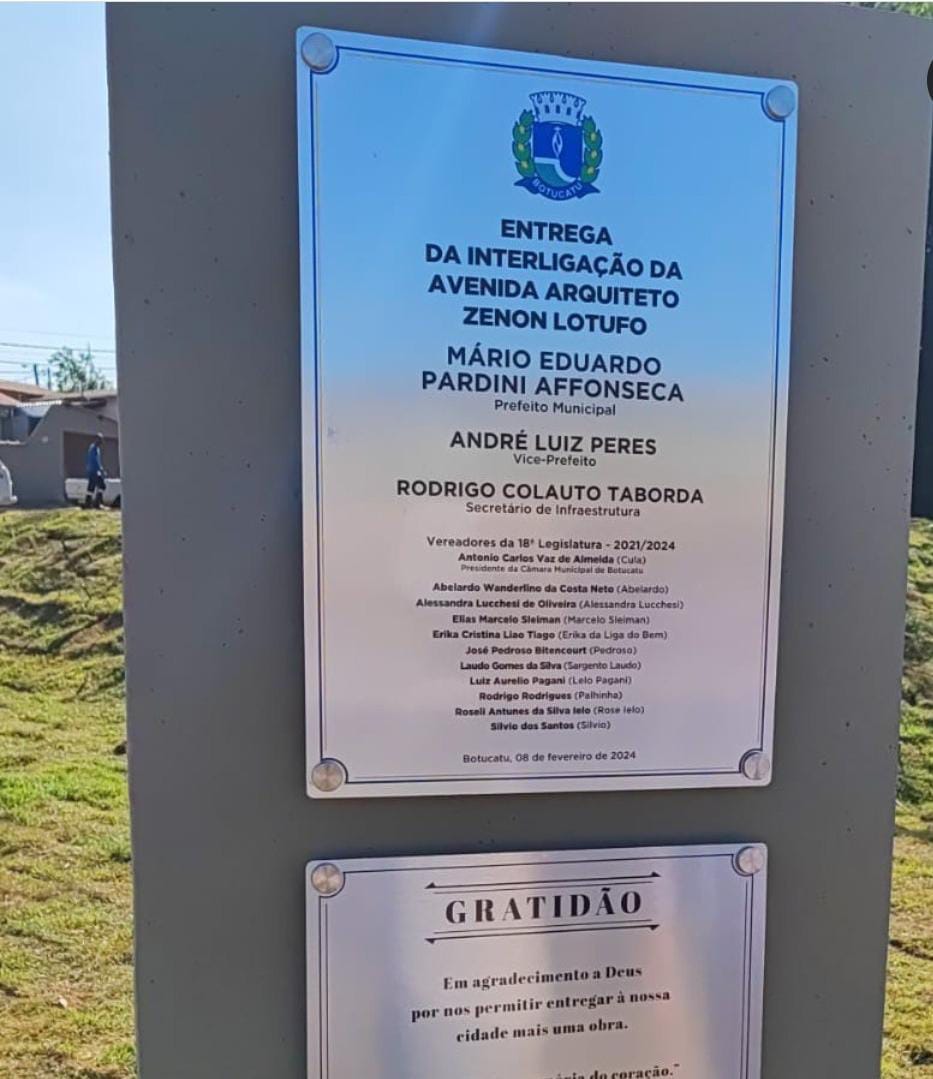 BOTUCATU
ENTREGA
DA INTERLIGAÇÃO DA
AVENIDA ARQUITETO
ZENON LOTUFO
MÁRIO EDUARDO
PARDINI AFFONSECA
Prefeito Municipal
ANDRÉ LUIZ PERES
Vice-Prefeito
RODRIGO COLAUTO TABORDA
Secretário de Infraestrutura
Vereadores da 18ª Legislatura - 2021/2024
Antonio Carlos Vaz de Almeida (Cula)
Presidente da Câmara Municipal de Botucatu
Abelardo Wanderlino da Costa Neto (Abelardo)
Alessandra Lucchesi de Oliveira (Alessandra Lucchesi)
Elias Marcelo Sleiman (Marcelo Sleiman)
Erika Cristina Liao Tiago (Erika da Liga do Bem)
José Pedroso Bitencourt (Pedroso)
Laudo Gomes da Silva (Sargento Laudo)
Luiz Aurelio Pagani (Lelo Pagani)
Rodrigo Rodrigues (Palhinha)
Roseli Antunes da Silva Ielo (Rose Ielo)
Silvio dos Santos (Silvio)
Botucatu, 08 de fevereiro de 2024
GRATIDÃO
Em agradecimento a Deus
por nos permitir entregar à nossa
cidade mais uma obra.
do coração."